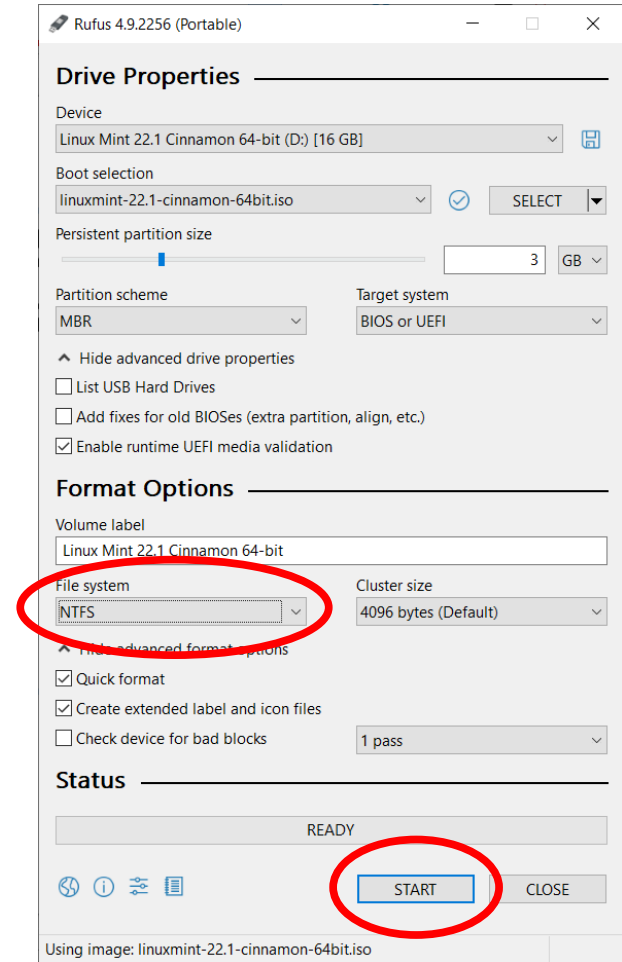 Rufus 4.9.2256 (Portable)
Drive Properties
Device
Linux Mint 22.1 Cinnamon 64-bit (D:) [16 GB]
Boot selection
linuxmint-22.1-cinnamon-64bit.iso SELECT
Persistent partition size
3 GB
Partition scheme Target system
MBR BIOS or UEFI
Hide advanced drive properties
List USB Hard Drives
Add fixes for old BIOSes (extra partition, align, etc.)
Enable runtime UEFI media validation
Format Options
Volume label
Linux Mint 22.1 Cinnamon 64-bit
File system Cluster size
NTFS 4096 bytes (Default)
Hide advanced format options
Quick format
Create extended label and icon files
Check device for bad blocks 1 pass
Status
READY
START CLOSE
Using image: linuxmint-22.1-cinnamon-64bit.iso